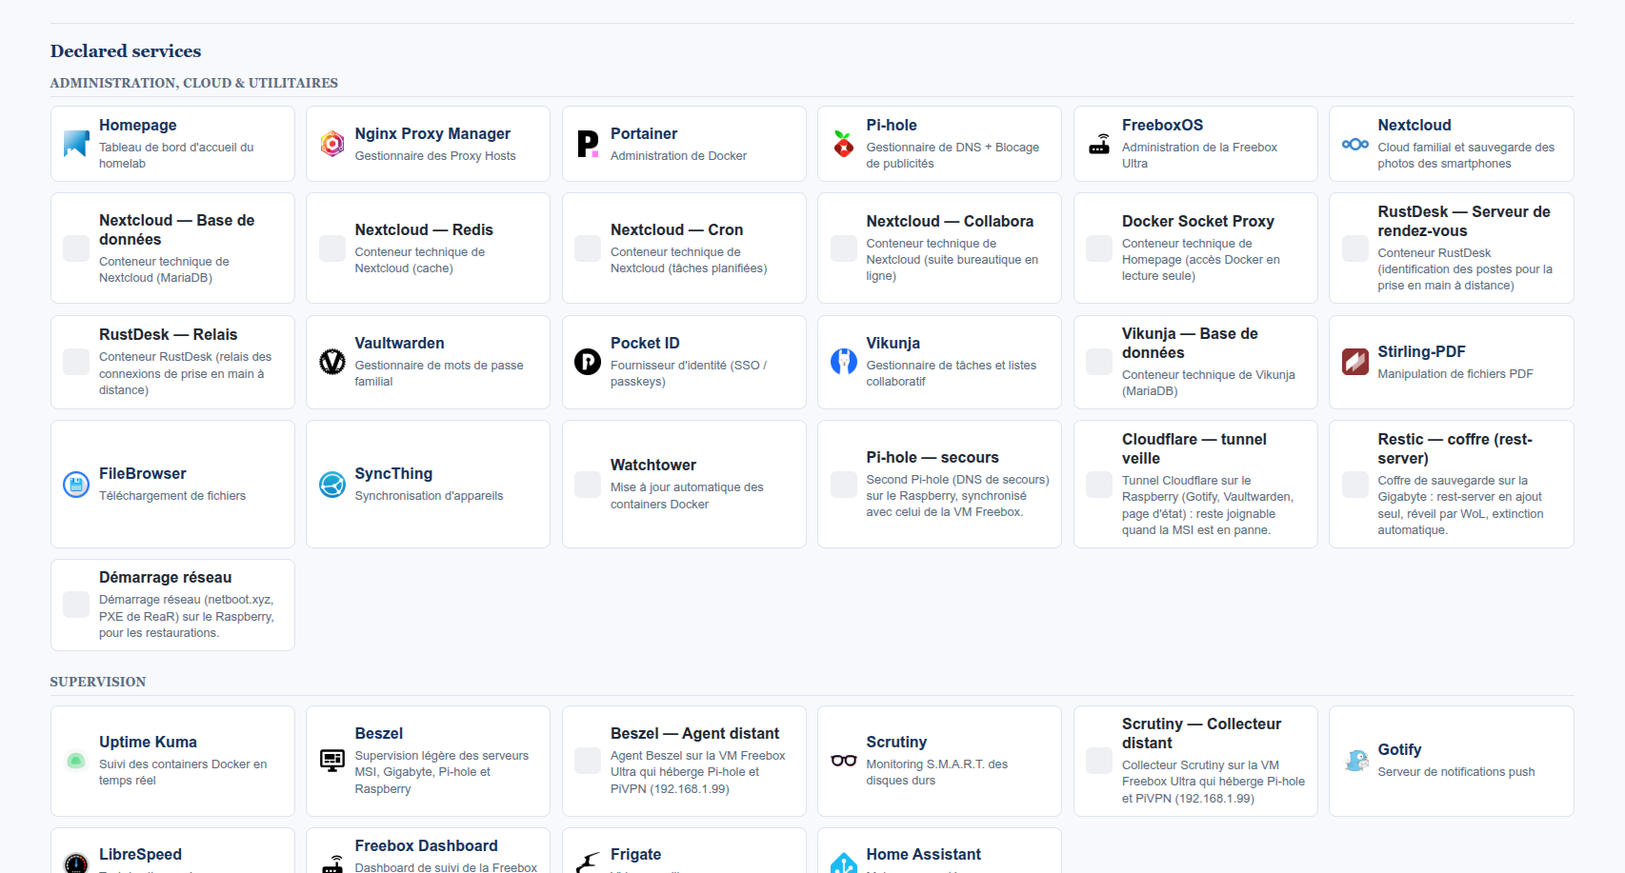 Declared services
ADMINISTRATION, CLOUD & UTILITAIRES
Homepage
Tableau de bord d'accueil du
homelab
Nginx Proxy Manager
Gestionnaire des Proxy Hosts
Portainer
Administration de Docker
Pi-hole
Gestionnaire de DNS + Blocage
de publicités
FreeboxOS
Administration de la Freebox
Ultra
Nextcloud
Cloud familial et sauvegarde des
photos des smartphones
Nextcloud — Base de
données
Conteneur technique de
Nextcloud (MariaDB)
Nextcloud — Redis
Conteneur technique de
Nextcloud (cache)
Nextcloud — Cron
Conteneur technique de
Nextcloud (tâches planifiées)
Nextcloud — Collabora
Conteneur technique de
Nextcloud (suite bureautique en
ligne)
Docker Socket Proxy
Conteneur technique de
Homepage (accès Docker en
lecture seule)
RustDesk — Serveur de
rendez-vous
Conteneur RustDesk
(identification des postes pour la
prise en main à distance)
RustDesk — Relais
Conteneur RustDesk (relais des
connexions de prise en main à
distance)
Vaultwarden
Gestionnaire de mots de passe
familial
Pocket ID
Fournisseur d'identité (SSO /
passkeys)
Vikunja
Gestionnaire de tâches et listes
collaboratif
Vikunja — Base de
données
Conteneur technique de Vikunja
(MariaDB)
Stirling-PDF
Manipulation de fichiers PDF
FileBrowser
Téléchargement de fichiers
SyncThing
Synchronisation d'appareils
Watchtower
Mise à jour automatique des
containers Docker
Pi-hole — secours
Second Pi-hole (DNS de secours)
sur le Raspberry, synchronisé
avec celui de la VM Freebox.
Cloudflare — tunnel
veille
Tunnel Cloudflare sur le
Raspberry (Gotify, Vaultwarden,
page d'état) : reste joignable
quand la MSI est en panne.
Restic — coffre (rest-
server)
Coffre de sauvegarde sur la
Gigabyte : rest-server en ajout
seul, réveil par WoL, extinction
automatique.
Démarrage réseau
Démarrage réseau (netboot.xyz,
PXE de ReaR) sur le Raspberry,
pour les restaurations.
SUPERVISION
Uptime Kuma
Suivi des containers Docker en
temps réel
Beszel
Supervision légère des serveurs
MSI, Gigabyte, Pi-hole et
Raspberry
Beszel — Agent distant
Agent Beszel sur la VM Freebox
Ultra qui héberge Pi-hole et
PiVPN (192.168.1.99)
Scrutiny
Monitoring S.M.A.R.T. des
disques durs
Scrutiny — Collecteur
distant
Collecteur Scrutiny sur la VM
Freebox Ultra qui héberge Pi-hole
et PiVPN (192.168.1.99)
Gotify
Serveur de notifications push
LibreSpeed
Freebox Dashboard
Dashboard de suivi de la Freebox
Frigate
Home Assistant